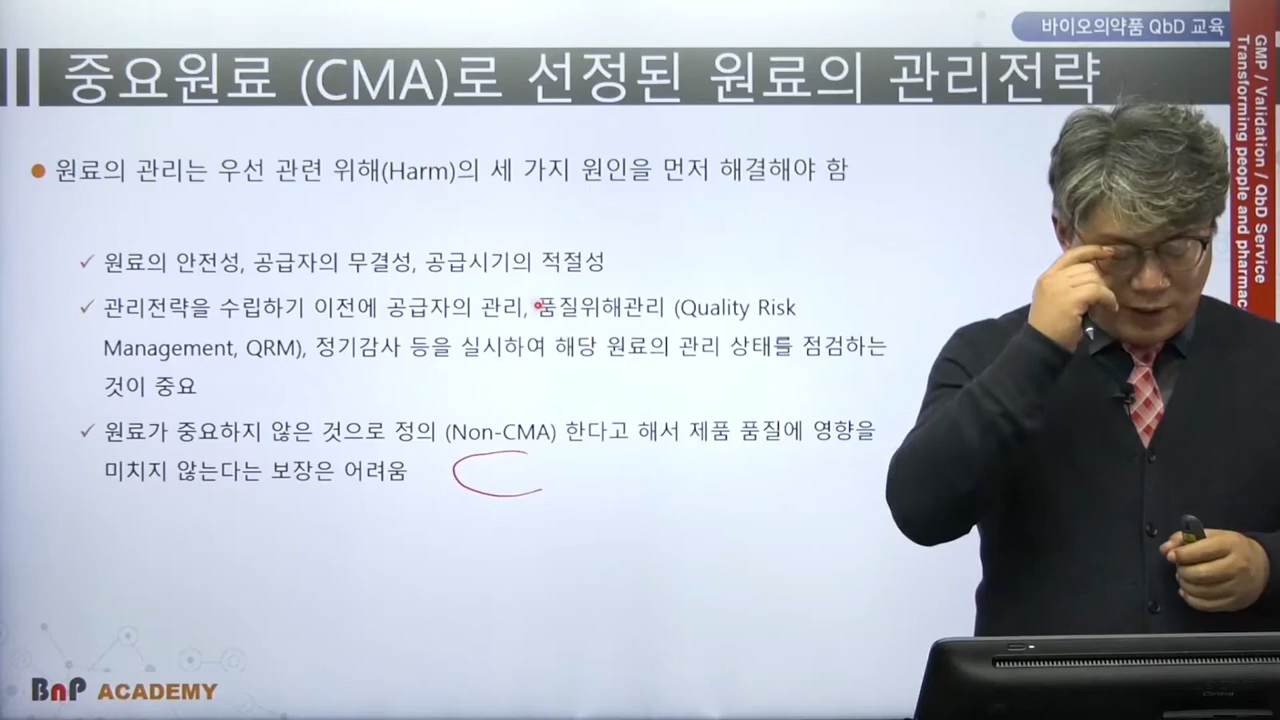 바이오의약품 QbD 교육
중요원료 (CMA)로 선정된 원료의 관리전략
원료의 관리는 우선 관련 위해(Harm)의 세 가지 원인을 먼저 해결해야 함
✓ 원료의 안전성, 공급자의 무결성, 공급시기의 적절성
✓ 관리전략을 수립하기 이전에 공급자의 관리, 품질위해관리 (Quality Risk
Management, QRM), 정기감사 등을 실시하여 해당 원료의 관리 상태를 점검하는
것이 중요
✓ 원료가 중요하지 않은 것으로 정의 (Non-CMA) 한다고 해서 제품 품질에 영향을
미치지 않는다는 보장은 어려움
BnP ACADEMY
GMP / Validation / QbD Service
Transforming people and pharmac